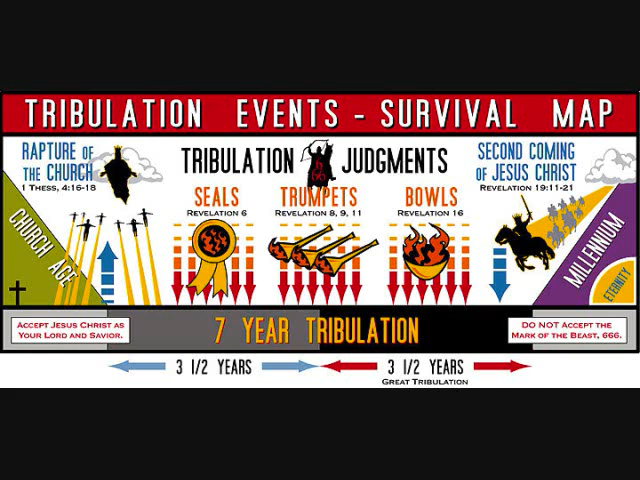 TRIBULATION EVENTS - SURVIVAL MAP
RAPTURE OF
THE CHURCH
1 THESS, 4:16-18
TRIBULATION JUDGMENTS
666
SEALS
REVELATION 6
TRUMPETS
REVELATION 8, 9, 11
BOWLS
REVELATION 16
SECOND COMING
OF JESUS CHRIST
REVELATION 19:11-21
CHURCH AGE
MILLENNIUM
ETERNITY
ACCEPT JESUS CHRIST AS
YOUR LORD AND SAVIOR.
7 YEAR TRIBULATION
DO NOT ACCEPT THE
MARK OF THE BEAST, 666.
3 1/2 YEARS
3 1/2 YEARS
GREAT TRIBULATION